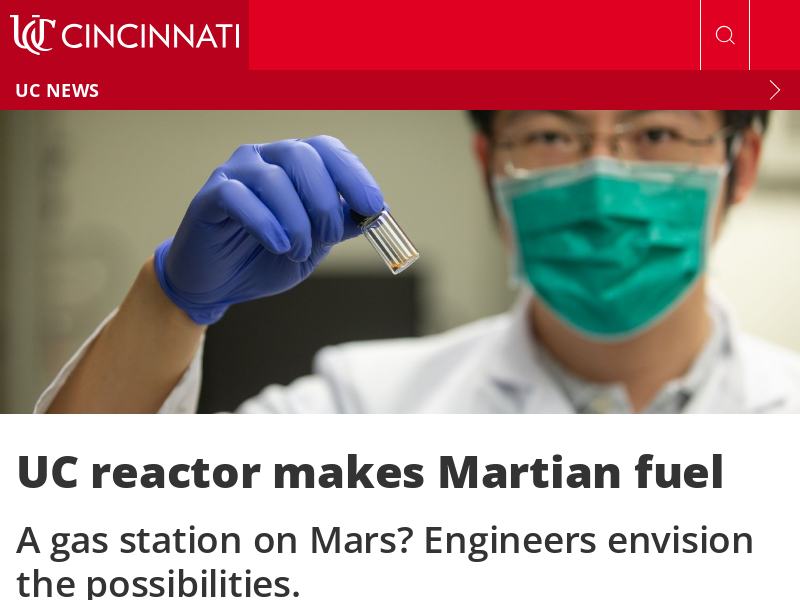 UC CINCINNATI
UC NEWS
UC reactor makes Martian fuel
A gas station on Mars? Engineers envision
the possibilities.